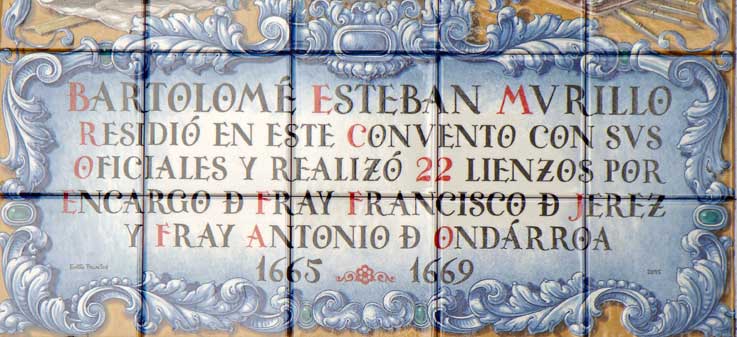 BARTOLOMÉ ESTEBAN MVRILLO
RESIDIÓ EN ESTE CONVENTO CON SVS
OFICIALES Y REALIZÓ 22 LIENZOS POR
ENCARGO D FRAY FRANCISCO D JEREZ
Y FRAY ANTONIO D ONDÁRROA
1665 1669